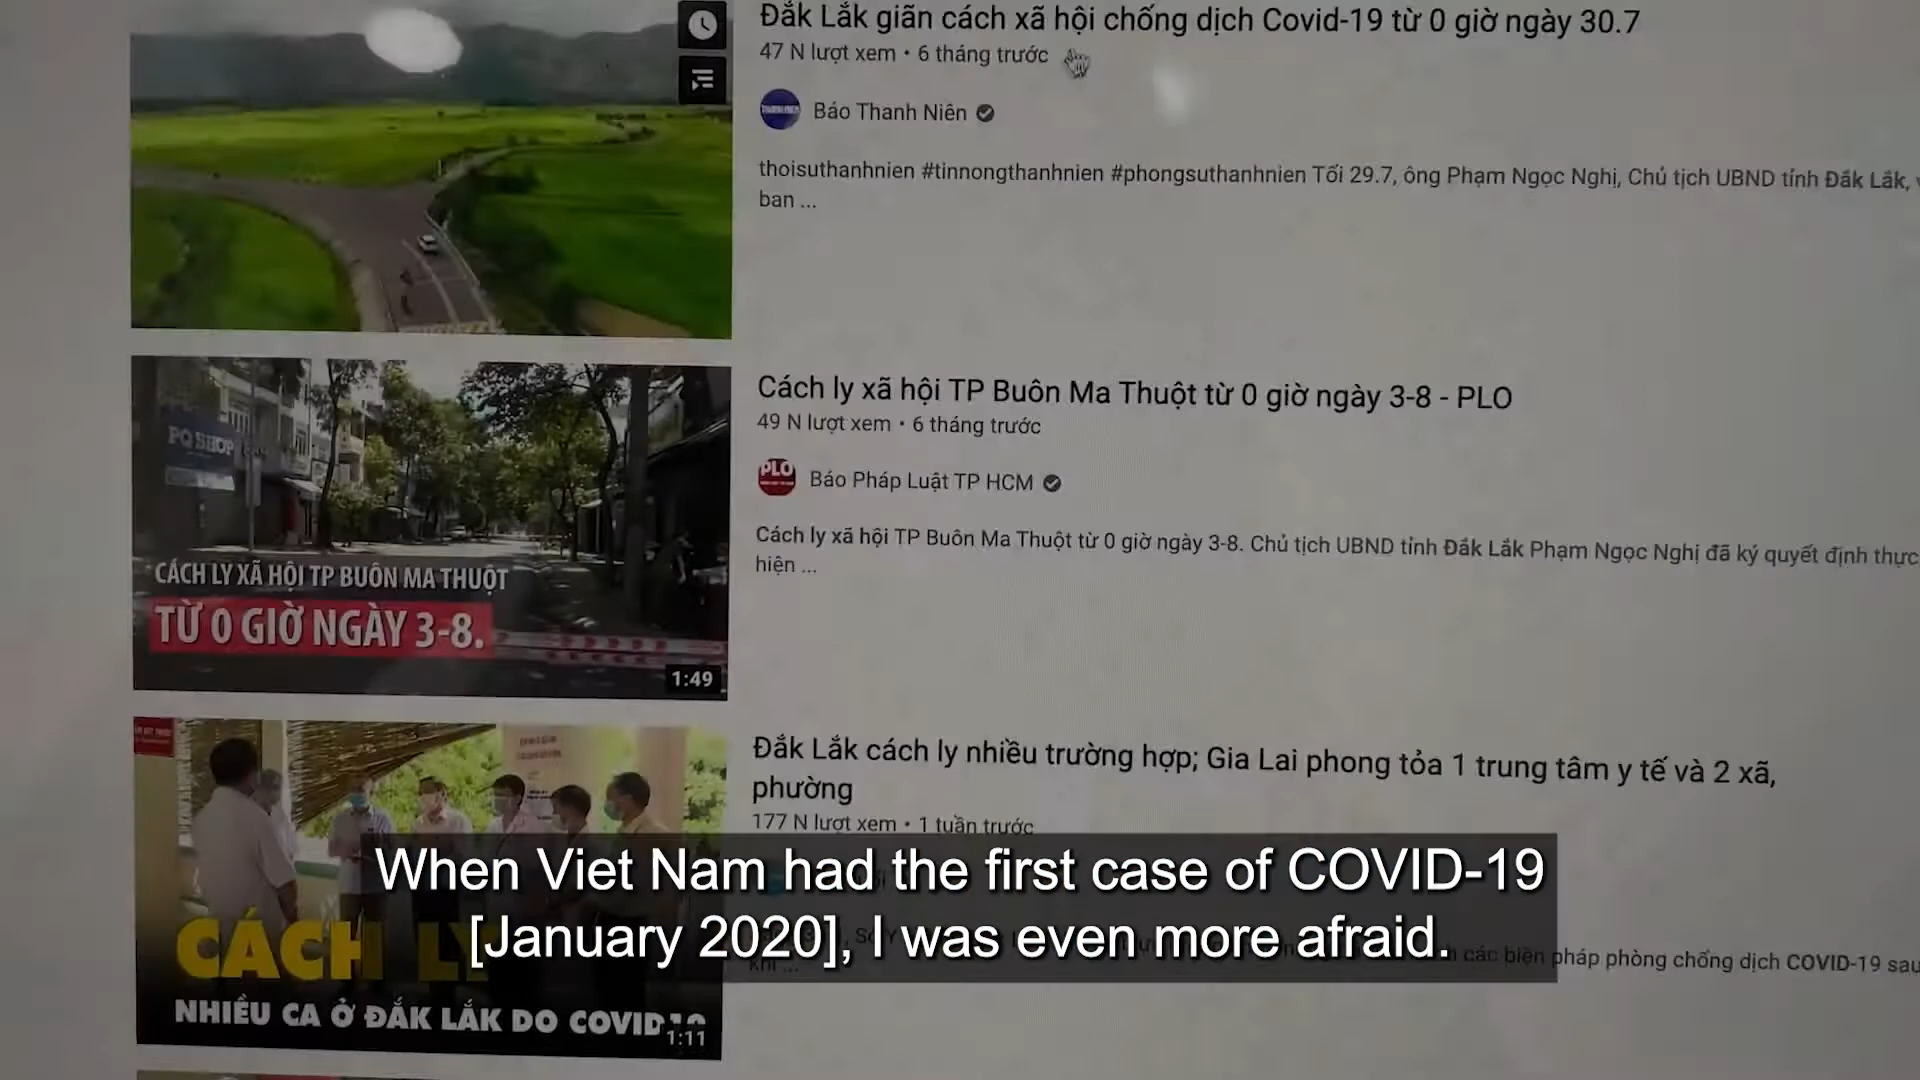 Đắk Lắk giãn cách xã hội chống dịch Covid-19 từ 0 giờ ngày 30.7
47 N lượt xem • 6 tháng trước
Báo Thanh Niên
thoisuthanhnien #tinnongthanhnien #phongsuthanhnien Tối 29.7, ông Phạm Ngọc Nghị, Chủ tịch UBND tỉnh Đắk Lắk,
ban ...
PQ SHOP
CÁCH LY XÃ HỘI TP BUÔN MA THUỘT
TỪ 0 GIỜ NGÀY 3-8.
1:49
Cách ly xã hội TP Buôn Ma Thuột từ 0 giờ ngày 3-8 - PLO
49 N lượt xem • 6 tháng trước
PLO
Báo Pháp Luật TP HCM
Cách ly xã hội TP Buôn Ma Thuột từ 0 giờ ngày 3-8. Chủ tịch UBND tỉnh Đắk Lắk Phạm Ngọc Nghị đã ký quyết định thực
hiện ...
Đắk Lắk cách ly nhiều trường hợp; Gia Lai phong tỏa 1 trung tâm y tế và 2 xã,
phường
177 N lượt xem • 1 tuần trước
các biện pháp phòng chống dịch COVID-19 sau
khi ...
CÁCH LY
NHIỀU CA Ở ĐẮK LẮK DO COVID-19
1:11
When Viet Nam had the first case of COVID-19
[January 2020], I was even more afraid.